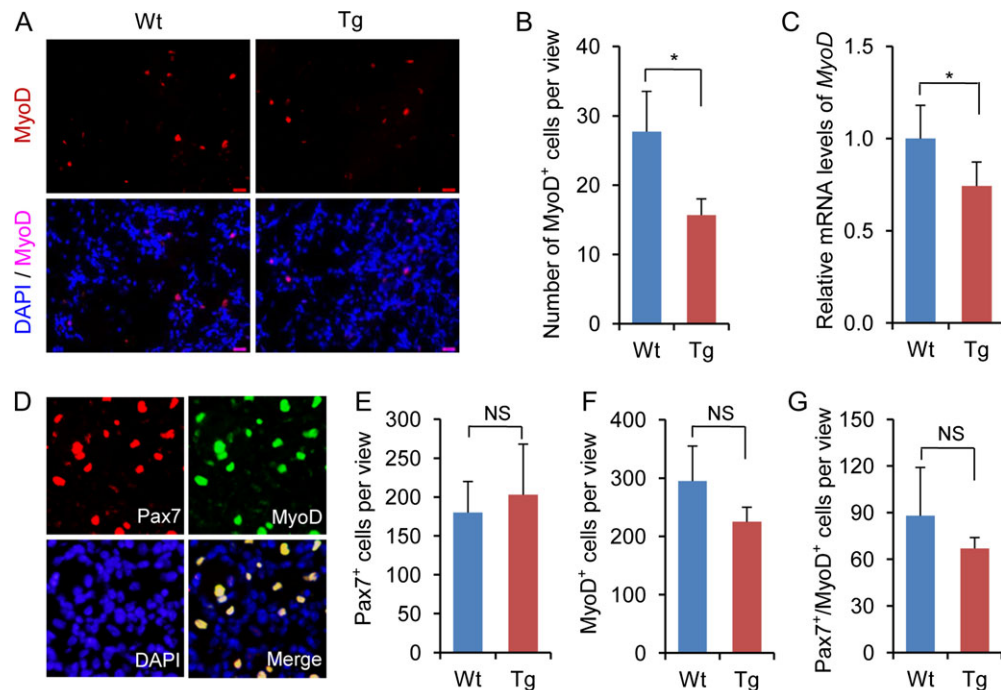 A
Wt
Tg
MyoD
DAPI / MyoD
B
Number of MyoD⁺ cells per view
40
30
20
10
0
*
Wt
Tg
C
Relative mRNA levels of MyoD
1.5
1.0
0.5
0.0
*
Wt
Tg
D
Pax7
MyoD
DAPI
Merge
E
Pax7⁺ cells per view
300
250
200
150
100
50
0
NS
Wt
Tg
F
MyoD⁺ cells per view
400
300
200
100
0
NS
Wt
Tg
G
Pax7⁺/MyoD⁺ cells per view
150
120
90
60
30
0
NS
Wt
Tg